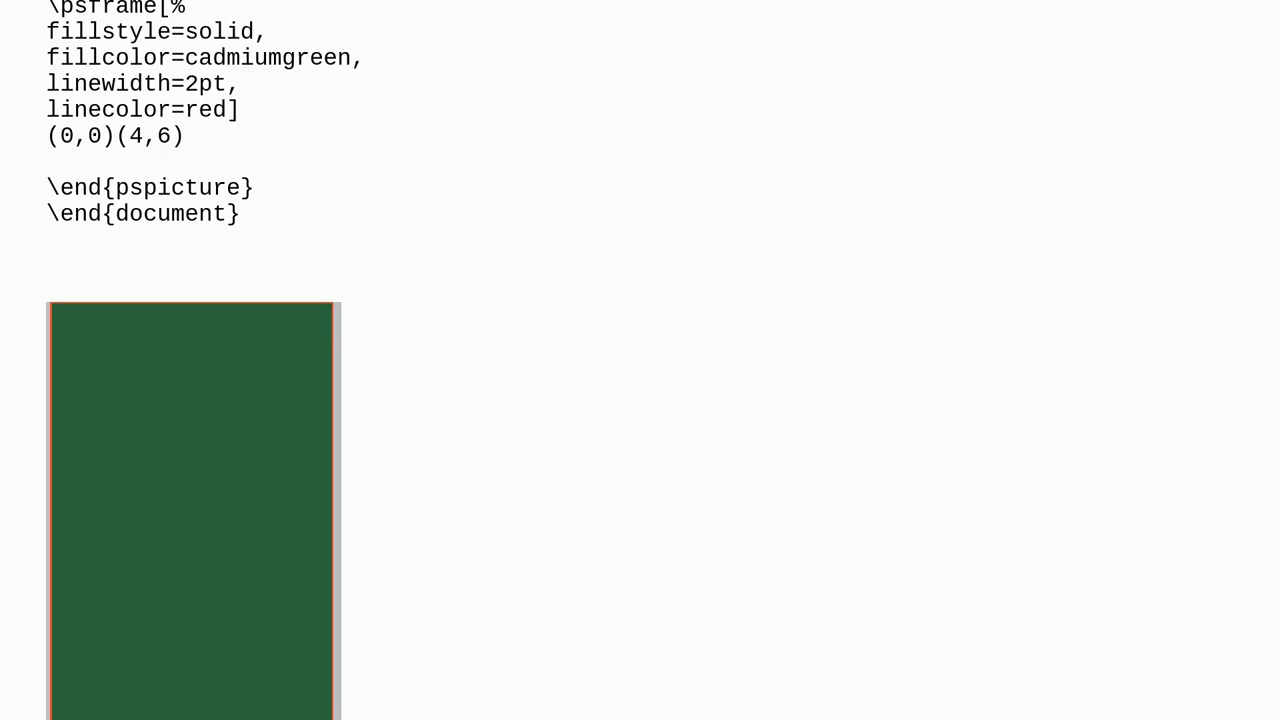 \psframe[%
fillstyle=solid,
fillcolor=cadmiumgreen,
linewidth=2pt,
linecolor=red]
(0,0)(4,6)
\end{pspicture}
\end{document}